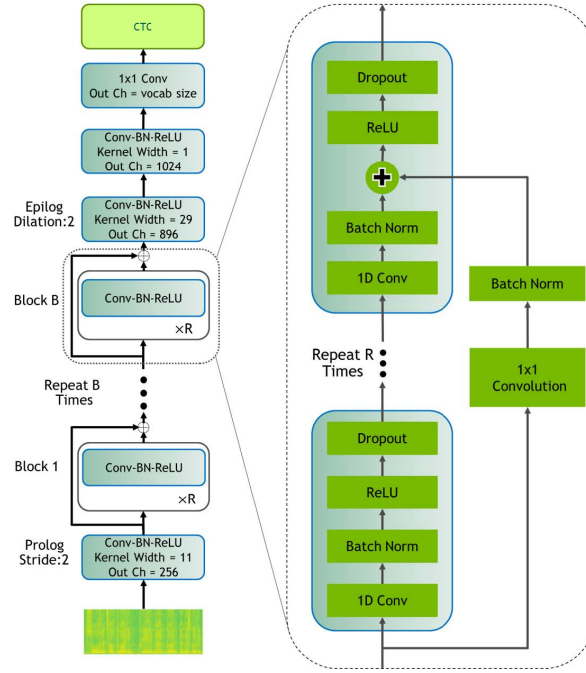 CTC
1x1 Conv
Out Ch = vocab size
Conv-BN-ReLU
Kernel Width = 1
Out Ch = 1024
Epilog
Dilation:2
Conv-BN-ReLU
Kernel Width = 29
Out Ch = 896
Block B
Conv-BN-ReLU
×R
Repeat B
Times
Block 1
Conv-BN-ReLU
×R
Prolog
Stride:2
Conv-BN-ReLU
Kernel Width = 11
Out Ch = 256
Dropout
ReLU
Batch Norm
1D Conv
Batch Norm
1x1
Convolution
Repeat R
Times
Dropout
ReLU
Batch Norm
1D Conv